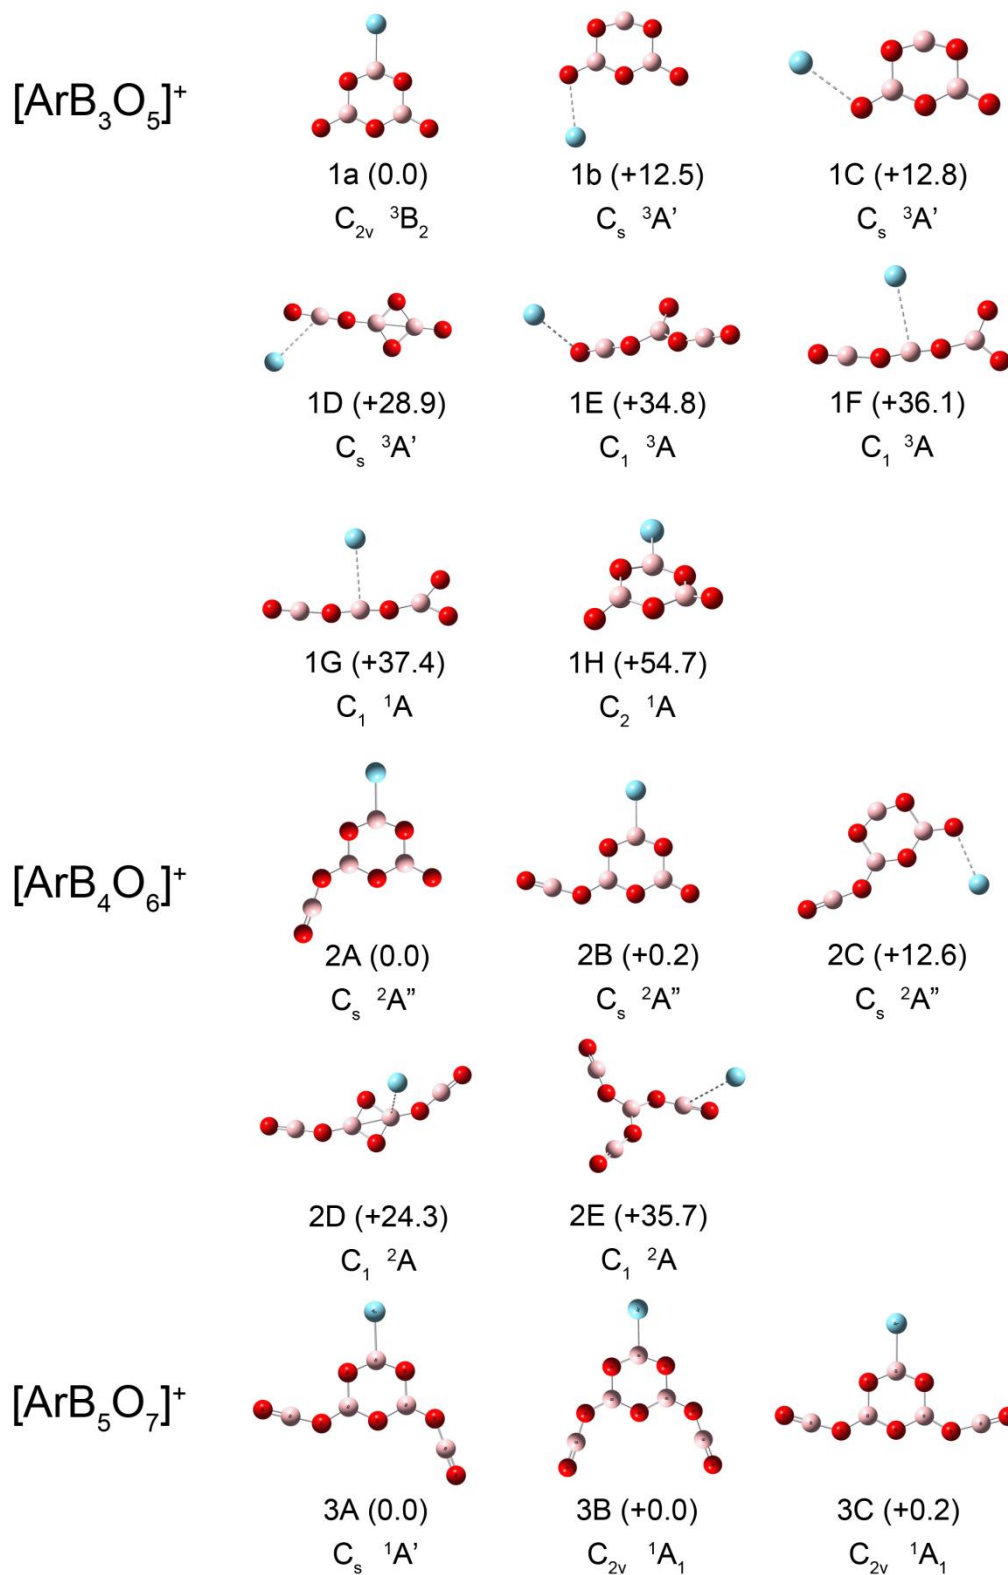 [ArB₃O₅]⁺
1a (0.0) 1b (+12.5) 1C (+12.8)
C₂ᵥ ³B₂ Cₛ ³A’ Cₛ ³A’
1D (+28.9) 1E (+34.8) 1F (+36.1)
Cₛ ³A’ C₁ ³A C₁ ³A
1G (+37.4) 1H (+54.7)
C₁ ¹A C₂ ¹A
[ArB₄O₆]⁺
2A (0.0) 2B (+0.2) 2C (+12.6)
Cₛ ²A” Cₛ ²A” Cₛ ²A”
2D (+24.3) 2E (+35.7)
C₁ ²A C₁ ²A
[ArB₅O₇]⁺
3A (0.0) 3B (+0.0) 3C (+0.2)
Cₛ ¹A’ C₂ᵥ ¹A₁ C₂ᵥ ¹A₁